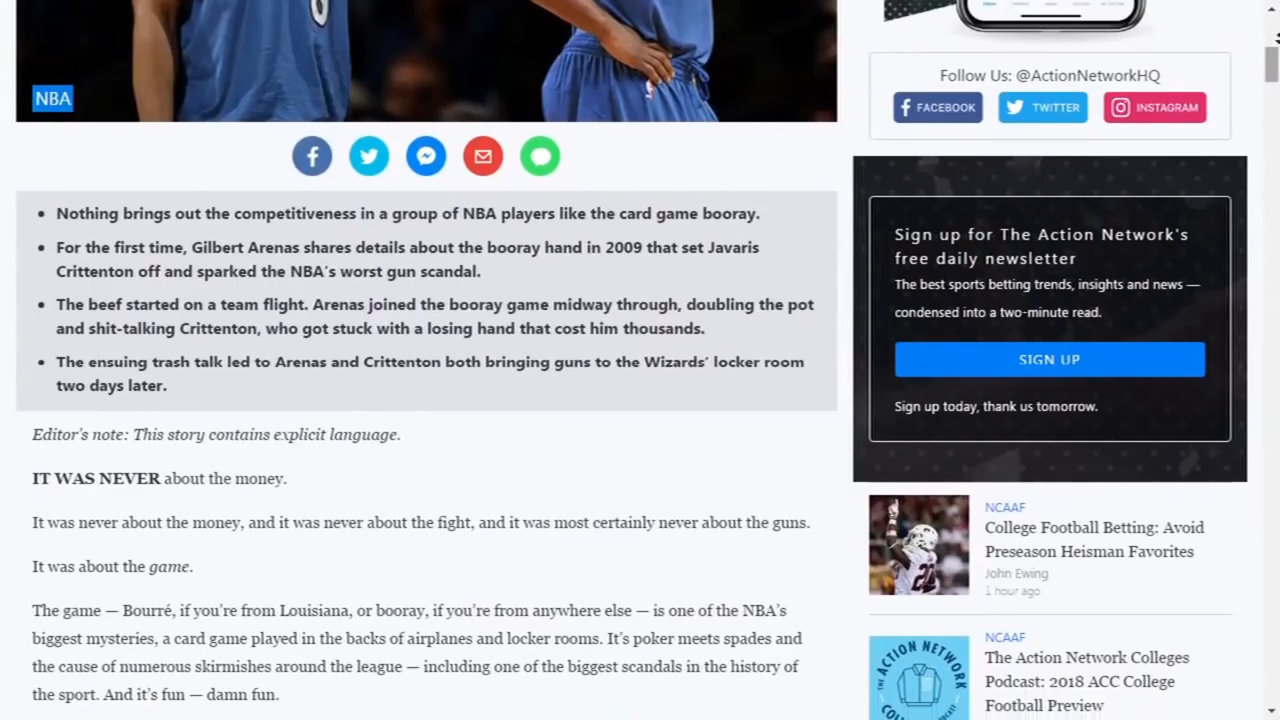 NBA
Nothing brings out the competitiveness in a group of NBA players like the card game booray.
For the first time, Gilbert Arenas shares details about the booray hand in 2009 that set Javaris
Crittenton off and sparked the NBA's worst gun scandal.
The beef started on a team flight. Arenas joined the booray game midway through, doubling the pot
and shit-talking Crittenton, who got stuck with a losing hand that cost him thousands.
The ensuing trash talk led to Arenas and Crittenton both bringing guns to the Wizards' locker room
two days later.
Editor's note: This story contains explicit language.
IT WAS NEVER about the money.
It was never about the money, and it was never about the fight, and it was most certainly never about the guns.
It was about the game.
The game — Bourré, if you're from Louisiana, or booray, if you're from anywhere else — is one of the NBA's
biggest mysteries, a card game played in the backs of airplanes and locker rooms. It's poker meets spades and
the cause of numerous skirmishes around the league — including one of the biggest scandals in the history of
the sport. And it's fun — damn fun.
Follow Us: @ActionNetworkHQ
FACEBOOK
TWITTER
INSTAGRAM
Sign up for The Action Network's
free daily newsletter
The best sports betting trends, insights and news —
condensed into a two-minute read.
SIGN UP
Sign up today, thank us tomorrow.
NCAAF
College Football Betting: Avoid
Preseason Heisman Favorites
John Ewing
1 hour ago
NCAAF
The Action Network Colleges
Podcast: 2018 ACC College
Football Preview
THE ACTION NETWORK